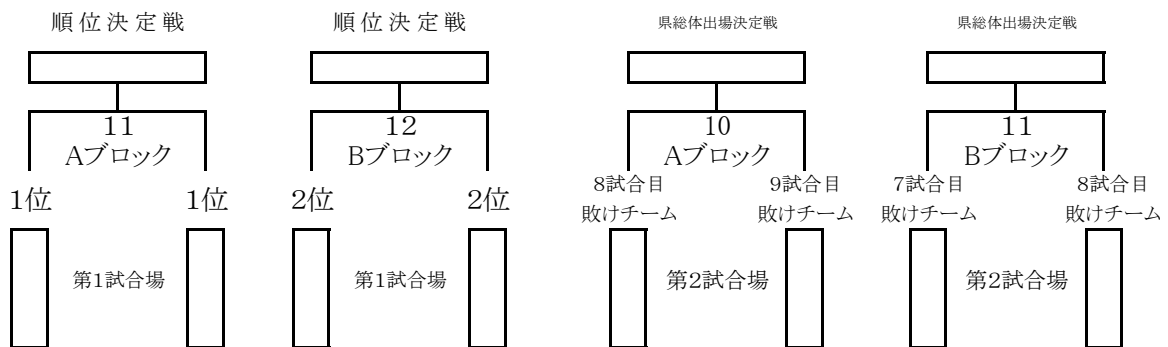 順位決定戦
11
Aブロック
1位 1位
第1試合場
順位決定戦
12
Bブロック
2位 2位
第1試合場
県総体出場決定戦
10
Aブロック
8試合目 9試合目
敗けチーム 敗けチーム
第2試合場
県総体出場決定戦
11
Bブロック
7試合目 8試合目
敗けチーム 敗けチーム
第2試合場